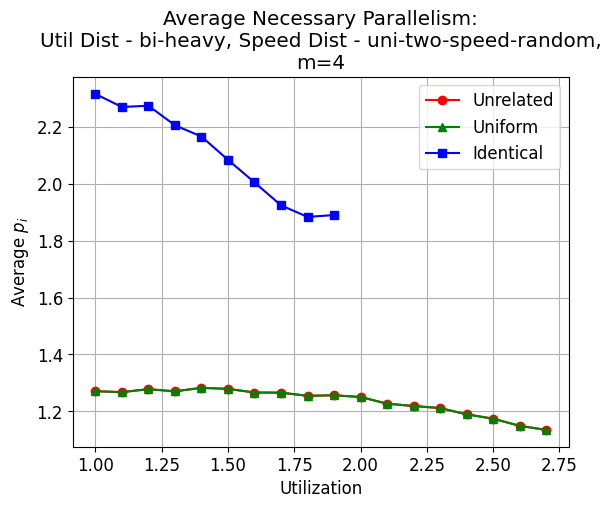 Average Necessary Parallelism:
Util Dist - bi-heavy, Speed Dist - uni-two-speed-random,
m=4
Unrelated
Uniform
Identical
2.2
2.0
1.8
1.6
1.4
1.2
Average p_i
1.00 1.25 1.50 1.75 2.00 2.25 2.50 2.75
Utilization